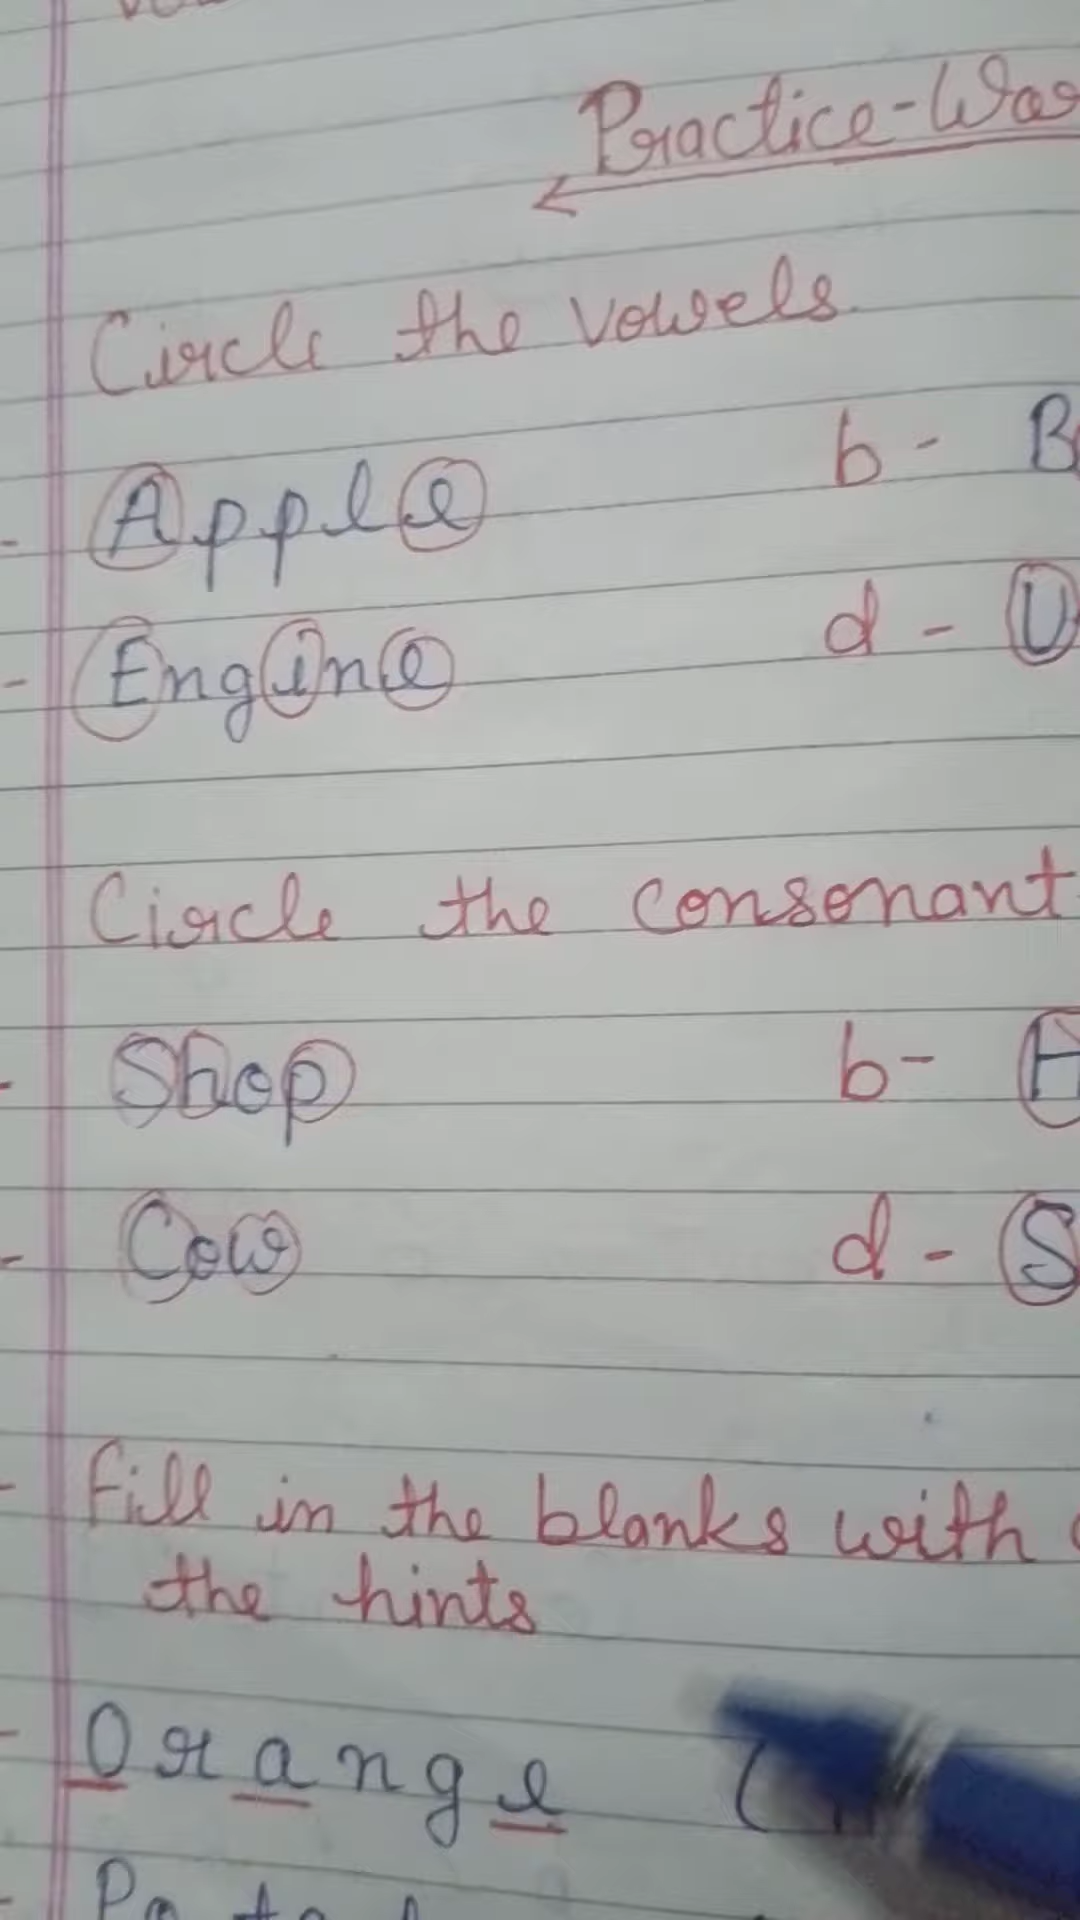 Practice-Wor
Circle the vowels.
- Apple b - B
- Engine d - U
Circle the consonant
- Shop b- H
- Cow d - S
- Fill in the blanks with
the hints
- Orange (